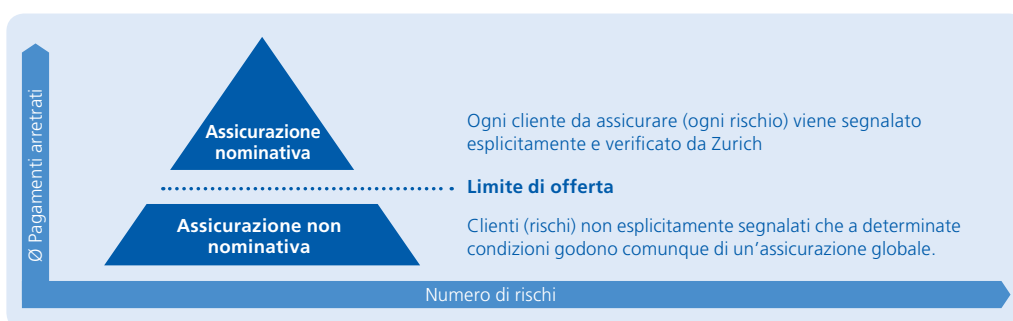 Ø Pagamenti arretrati
Assicurazione
nominativa
Ogni cliente da assicurare (ogni rischio) viene segnalato
esplicitamente e verificato da Zurich
Limite di offerta
Assicurazione non
nominativa
Clienti (rischi) non esplicitamente segnalati che a determinate
condizioni godono comunque di un’assicurazione globale.
Numero di rischi